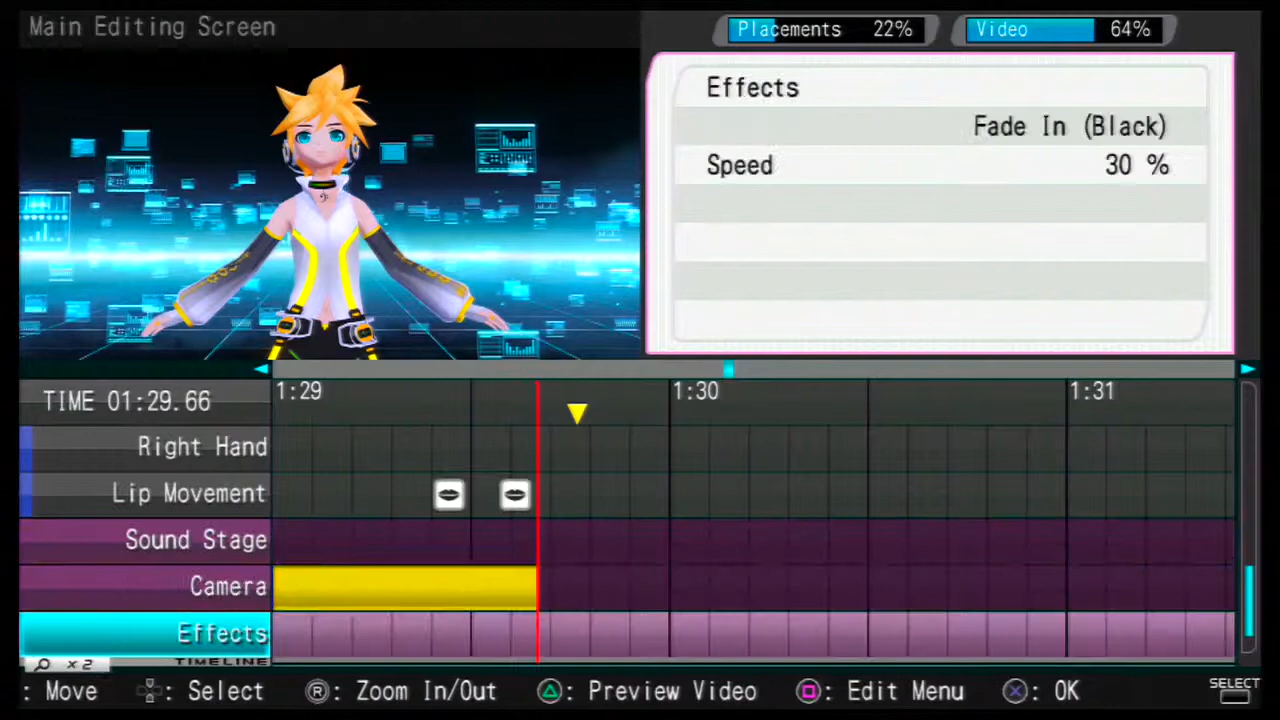 Main Editing Screen
Placements 22%
Video 64%
Effects
Fade In (Black)
Speed 30 %
1:29 1:30 1:31
TIME 01:29.66
Right Hand
Lip Movement
Sound Stage
Camera
Effects
×2 TIMELINE
: Move : Select R: Zoom In/Out : Preview Video : Edit Menu : OK SELECT